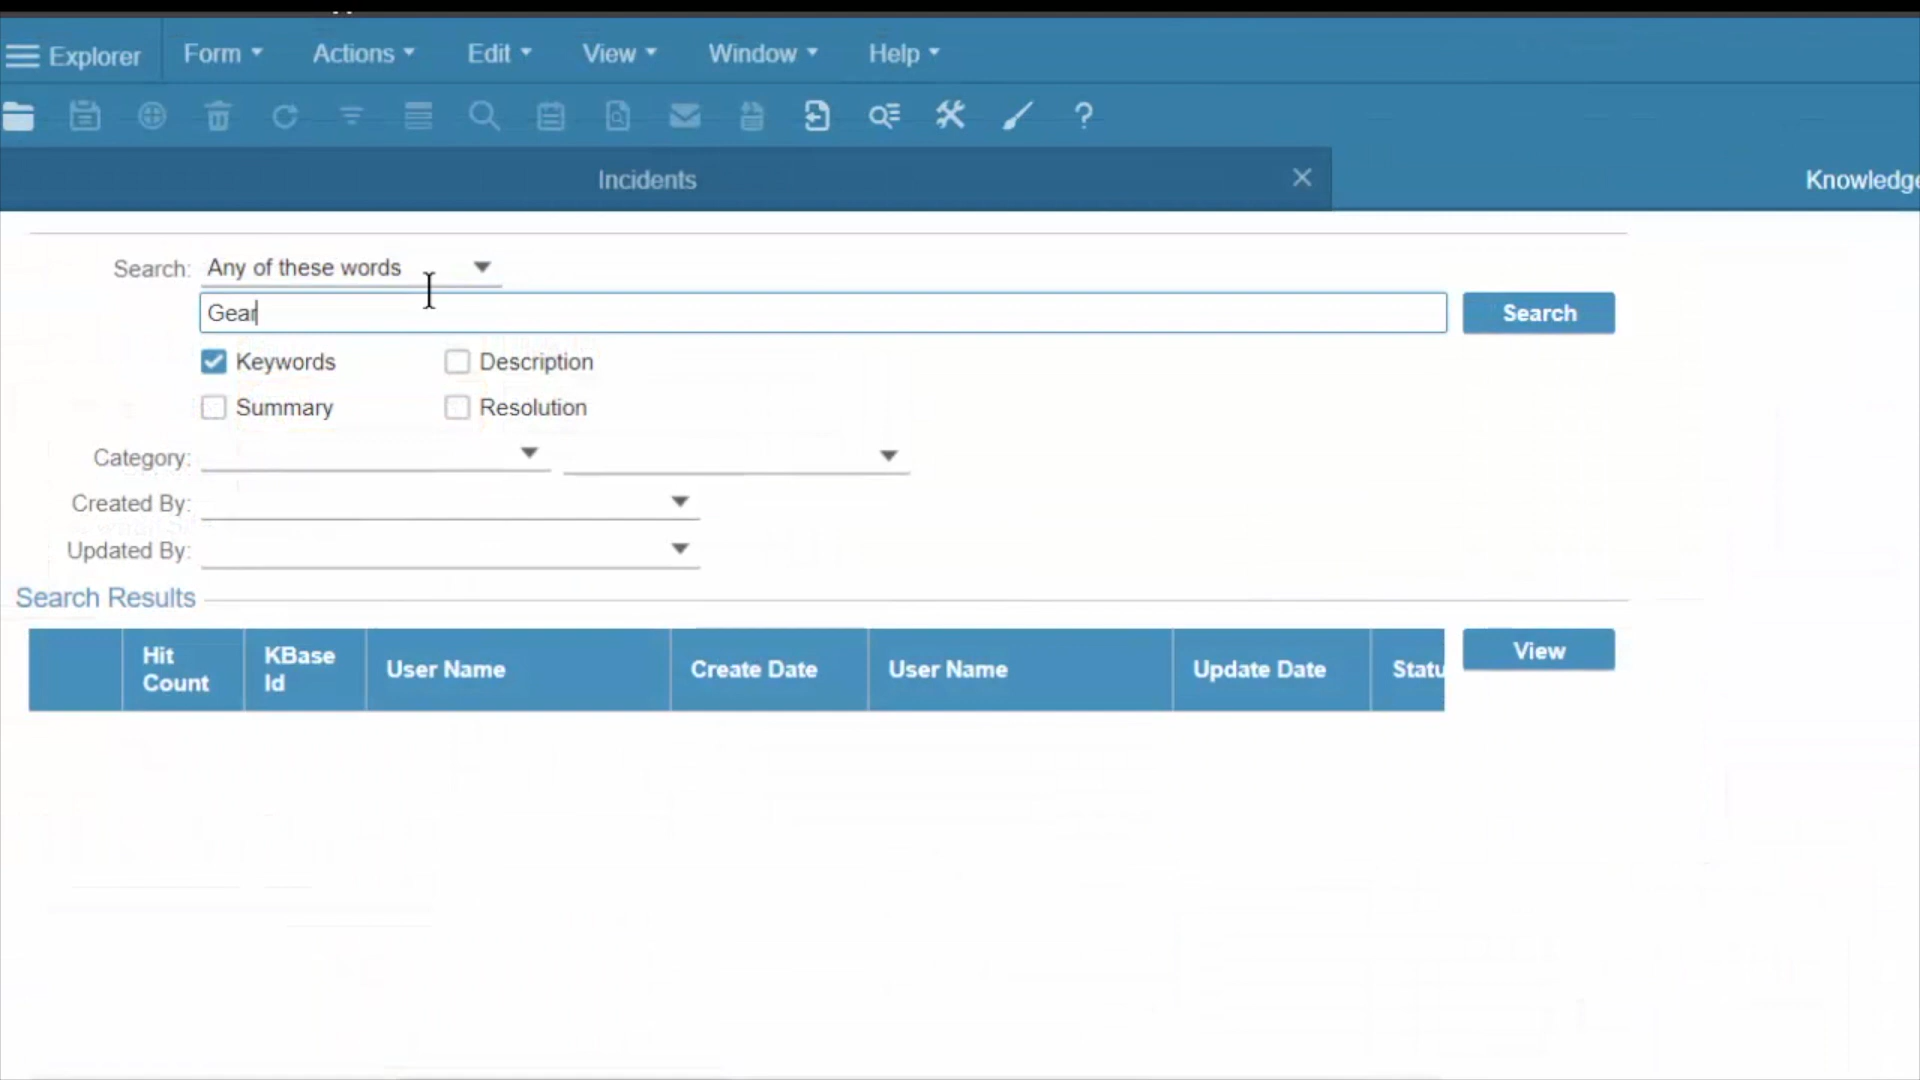 Explorer Form Actions Edit View Window Help
?
Incidents
Knowledge
Search: Any of these words
Gear
Search
Keywords Description
Summary Resolution
Category:
Created By:
Updated By:
Search Results
Hit Count KBase Id User Name Create Date User Name Update Date Statu
View